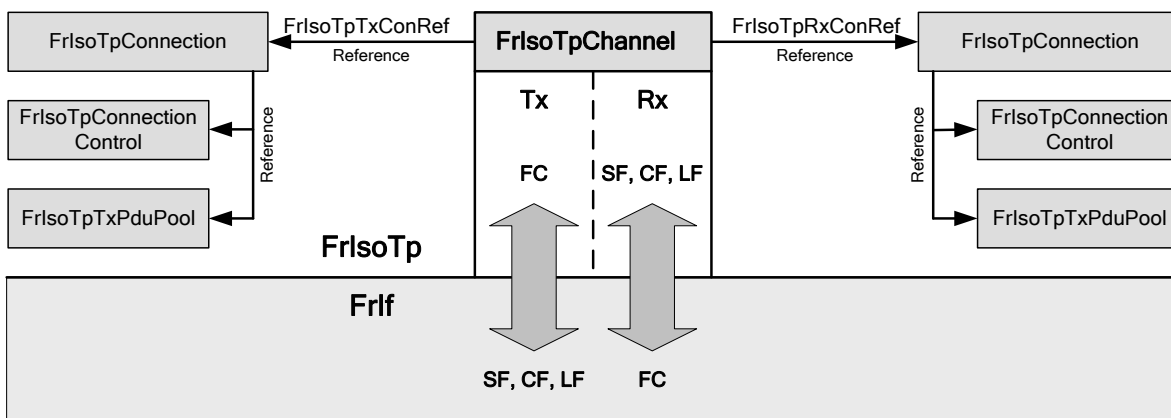 FrIsoTpConnection
FrIsoTpTxConRef
Reference
FrIsoTpChannel
FrIsoTpRxConRef
Reference
FrIsoTpConnection
FrIsoTpConnection
Control
Reference
FrIsoTpTxPduPool
Tx
Rx
FC
SF, CF, LF
Reference
FrIsoTpConnection
Control
FrIsoTpTxPduPool
FrIsoTp
FrIf
SF, CF, LF
FC